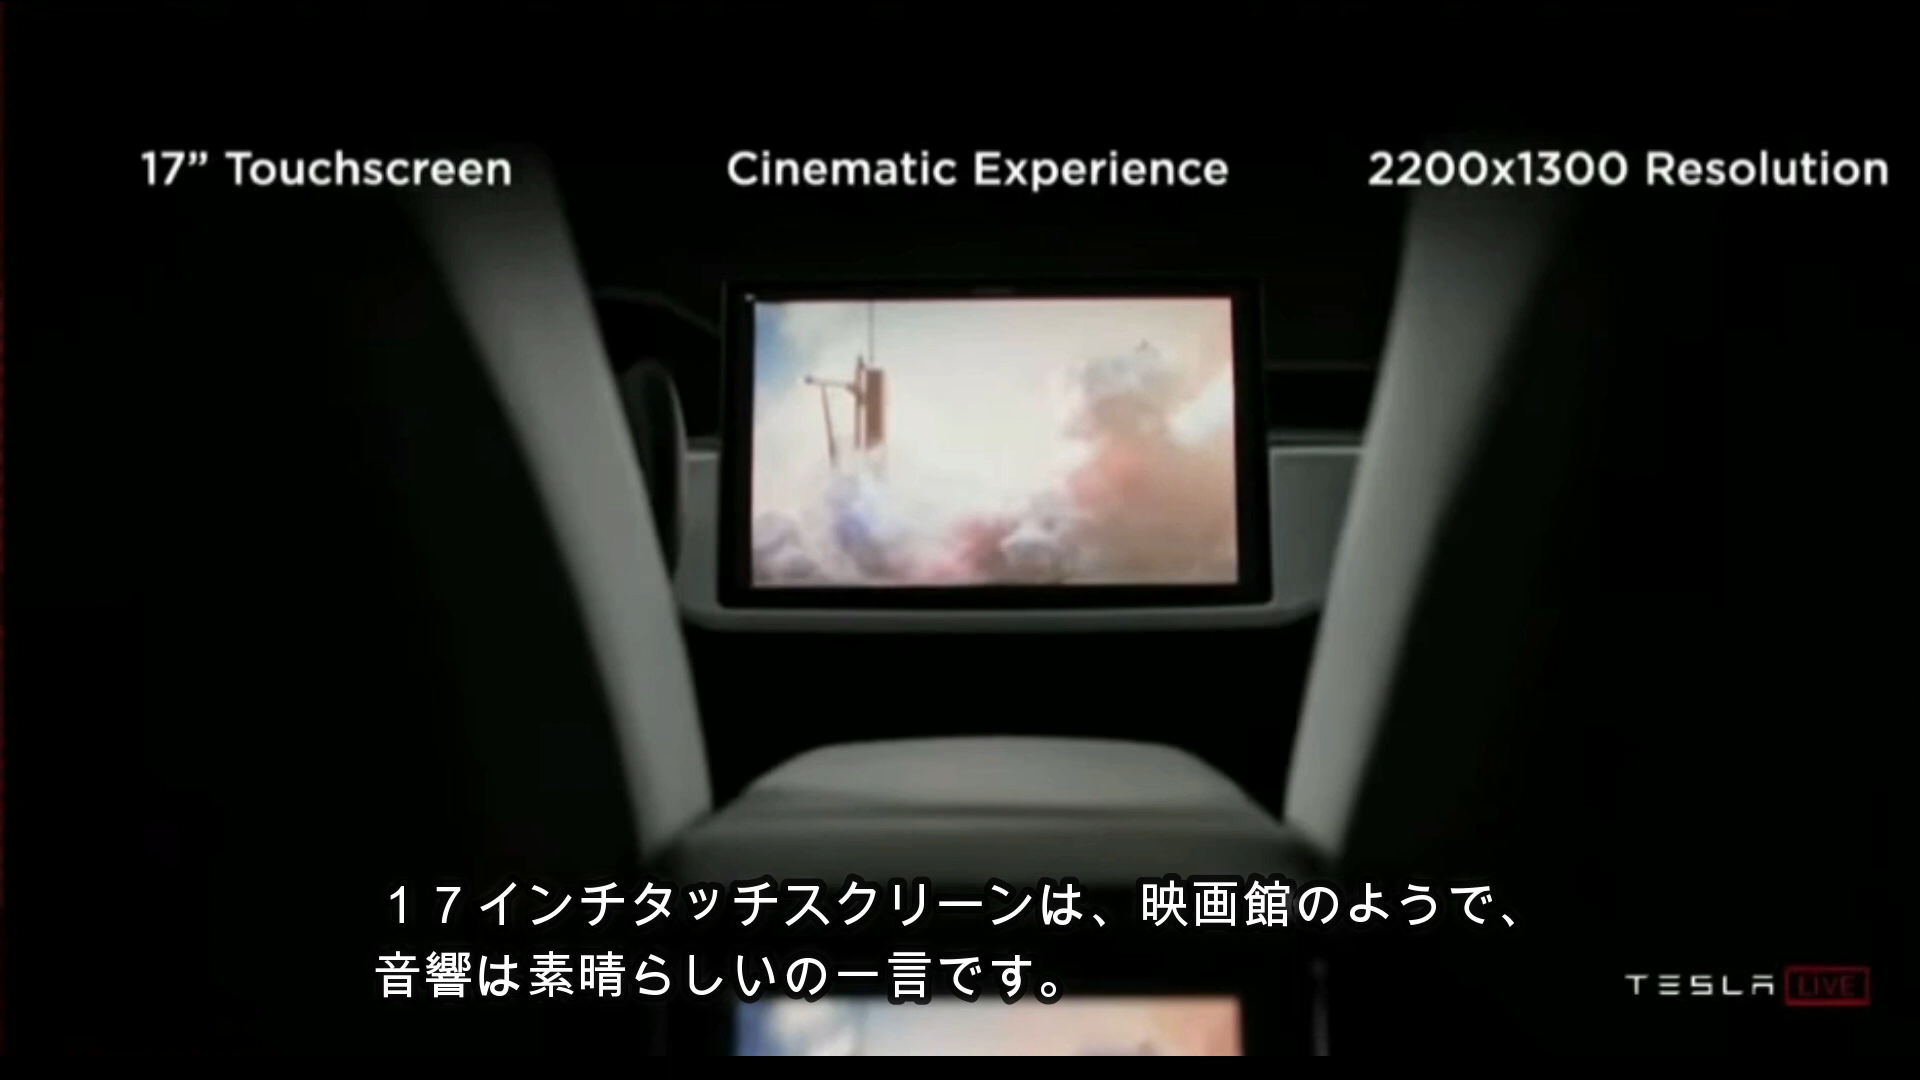 17” Touchscreen
Cinematic Experience
2200x1300 Resolution
１７インチタッチスクリーンは、映画館のようで、
音響は素晴らしいの一言です。
TESLA LIVE